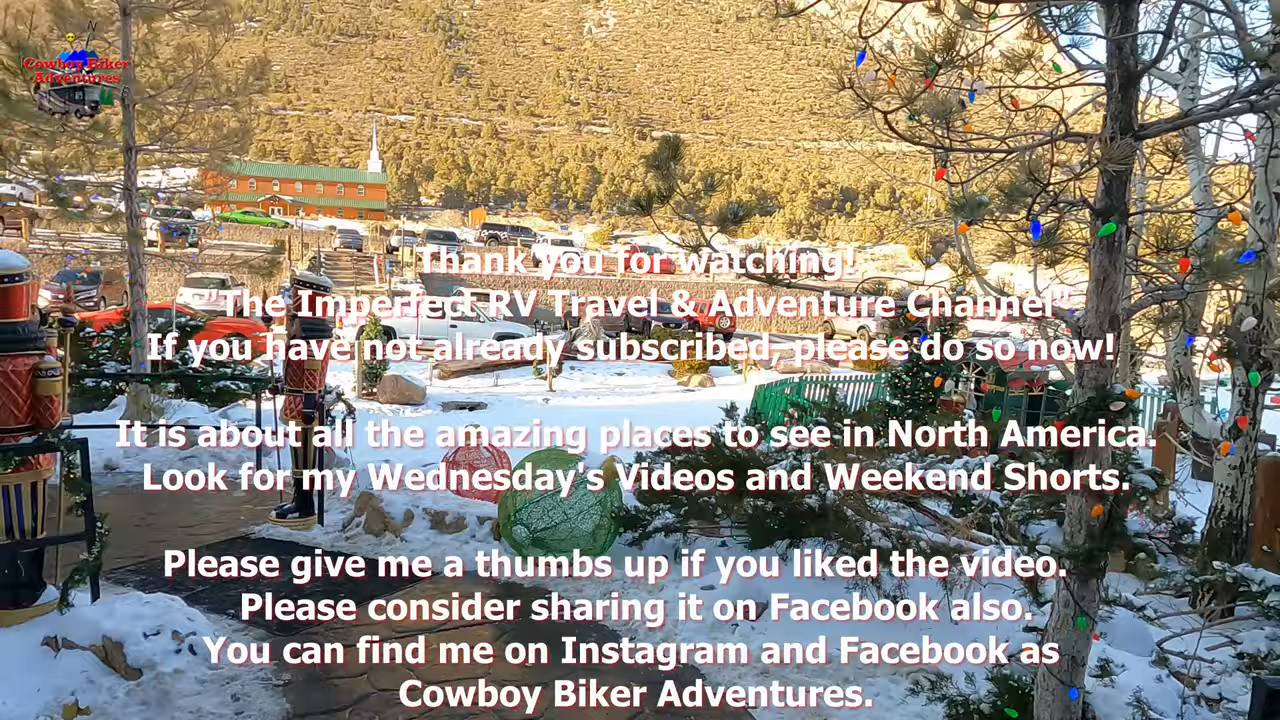 N
Cowboy Biker
Adventures
Thank you for watching!
"The Imperfect RV Travel & Adventure Channel"
If you have not already subscribed, please do so now!
It is about all the amazing places to see in North America.
Look for my Wednesday's Videos and Weekend Shorts.
Please give me a thumbs up if you liked the video.
Please consider sharing it on Facebook also.
You can find me on Instagram and Facebook as
Cowboy Biker Adventures.